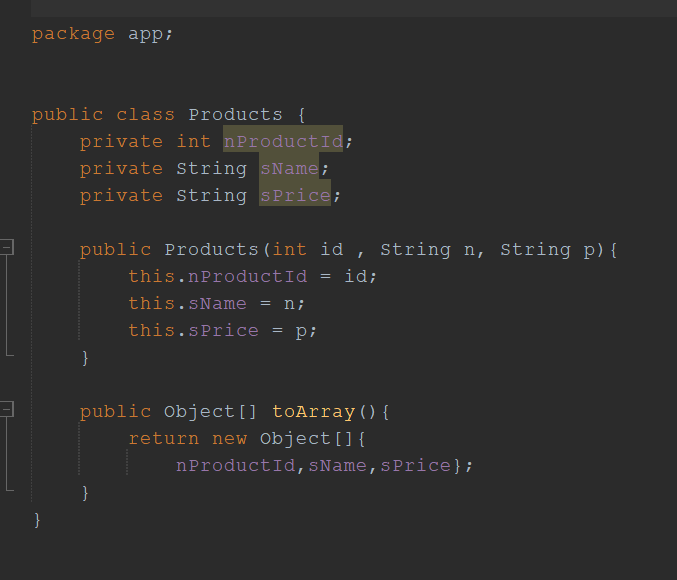 package app;
public class Products {
private int nProductId;
private String sName;
private String sPrice;
public Products(int id , String n, String p){
this.nProductId = id;
this.sName = n;
this.sPrice = p;
}
public Object[] toArray(){
return new Object[]{
nProductId,sName,sPrice};
}
}